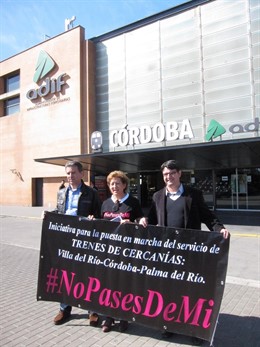 adif
CÓRDOBA
adif
Iniciativa para la puesta en marcha del servicio de
TRENES DE CERCANÍAS:
Villa del Río-Córdoba-Palma del Río.
#NoPasesDeMi